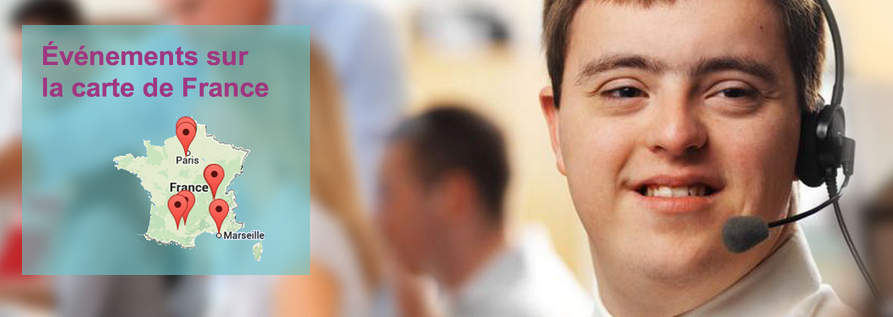 Événements sur
la carte de France
Paris
France
Marseille